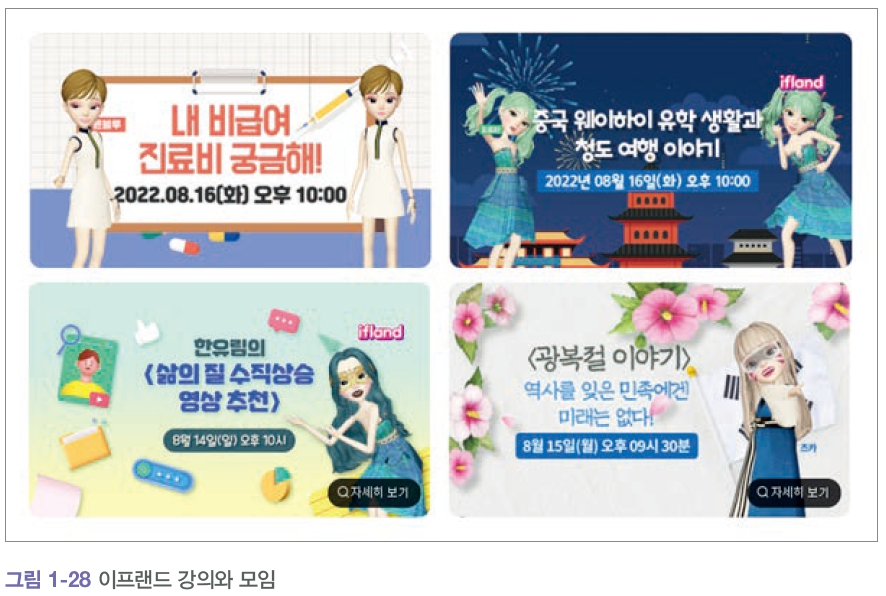 내 비급여
진료비 궁금해!
2022.08.16(화) 오후 10:00
ifland
중국 웨이하이 유학 생활과
청도 여행 이야기
2022년 08월 16일(화) 오후 10:00
ifland
한유림의
<삶의 질 수직상승
영상 추천>
8월 14일(일) 오후 10시
자세히 보기
<광복절 이야기>
역사를 잊은 민족에겐
미래는 없다!
8월 15일(월) 오후 09시 30분
즈카
자세히 보기
그림 1-28 이프랜드 강의와 모임